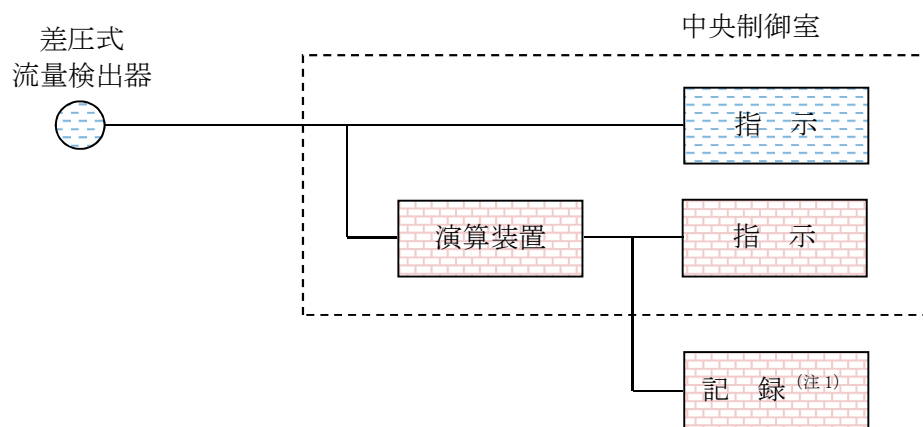 中央制御室
差圧式
流量検出器
指 示
演算装置
指 示
記 録(注1)